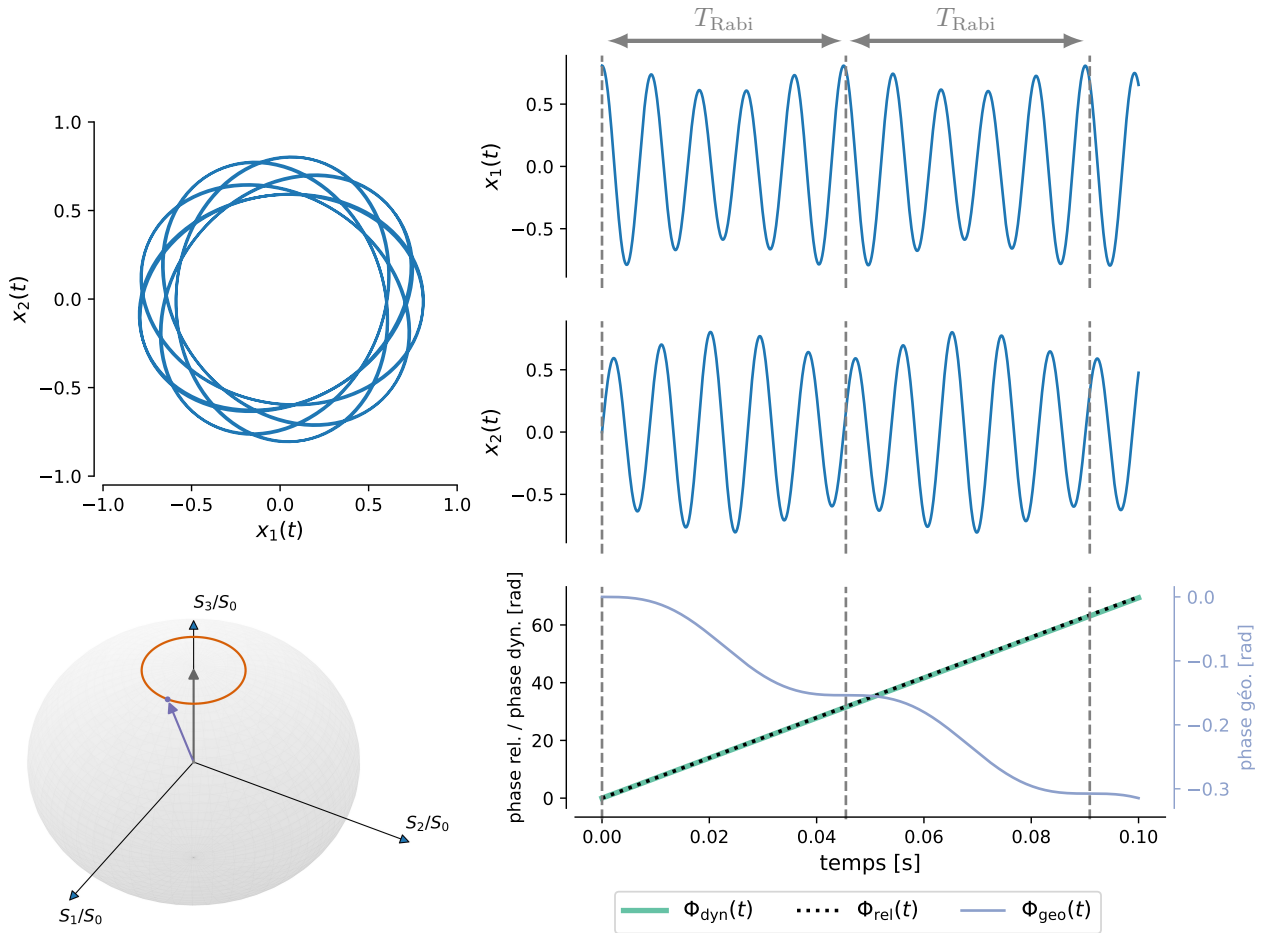 T_Rabi T_Rabi
x₁(t)
0.5
0.0
−0.5
x₂(t)
1.0
0.5
0.0
−0.5
−1.0
−1.0 −0.5 0.0 0.5 1.0
x₁(t)
x₂(t)
0.5
0.0
−0.5
S₃/S₀
S₂/S₀
S₁/S₀
phase rel. / phase dyn. [rad]
60
40
20
0
0.0
−0.1
−0.2
−0.3
phase géo. [rad]
0.00 0.02 0.04 0.06 0.08 0.10
temps [s]
Φ_dyn(t) Φ_rel(t) Φ_geo(t)